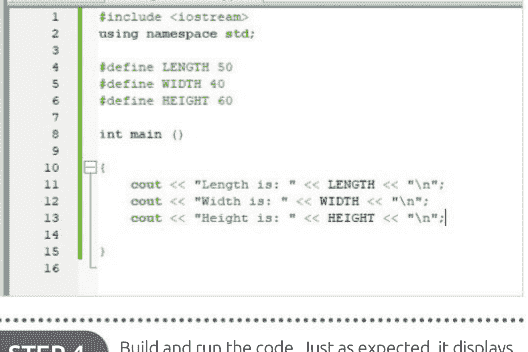 1 #include <iostream>
2 using namespace std;
3
4 #define LENGTH 50
5 #define WIDTH 40
6 #define HEIGHT 60
7
8 int main ()
9
10 {
11 cout << "Length is: " << LENGTH << "\n";
12 cout << "Width is: " << WIDTH << "\n";
13 cout << "Height is: " << HEIGHT << "\n";
14
15 }
16
STEP 4 Build and run the code. Just as expected, it displays